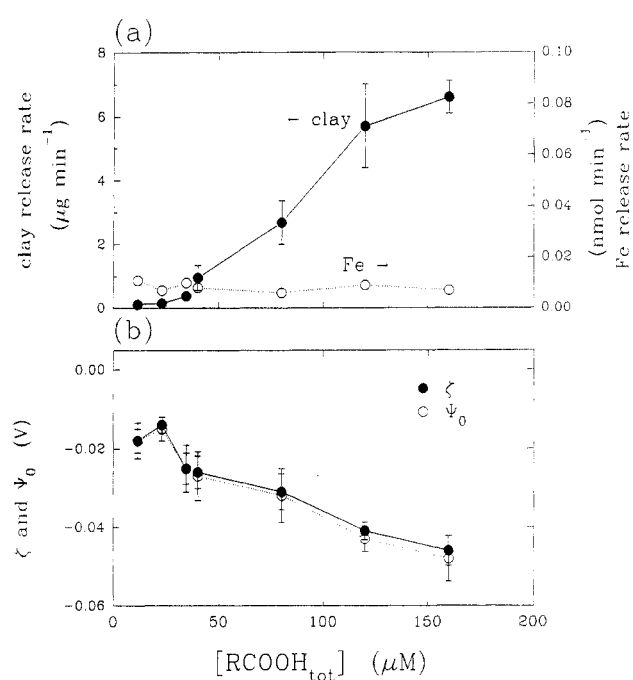 (a)
clay release rate
(μg min⁻¹)
8
6
4
2
0
← clay
Fe →
0.10
0.08
0.06
0.04
0.02
0.00
(nmol min⁻¹)
Fe release rate
(b)
ζ and Ψ₀ (V)
0.00
−0.02
−0.04
−0.06
ζ
Ψ₀
0 50 100 150 200
[RCOOH_tot] (μM)